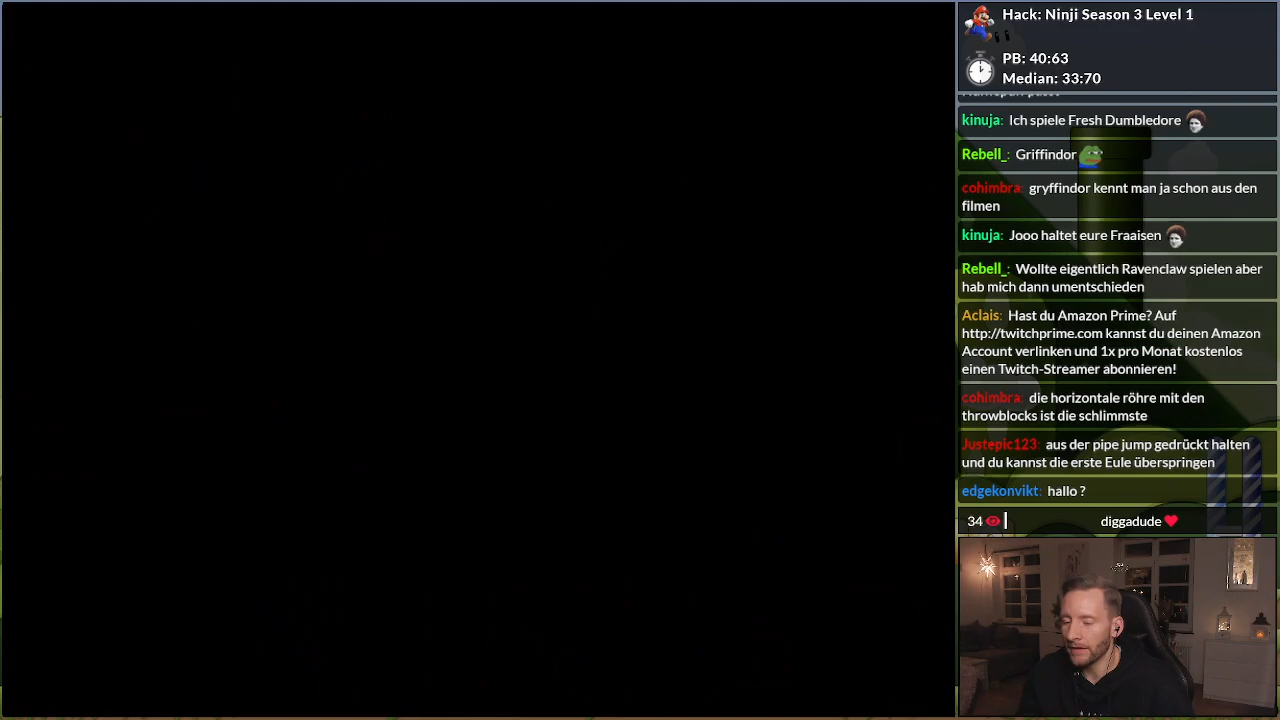 Hack: Ninji Season 3 Level 1
PB: 40:63
Median: 33:70
kinuja: Ich spiele Fresh Dumbledore
Rebell_: Griffindor
cohimbra: gryffindor kennt man ja schon aus den
filmen
kinuja: Jooo haltet eure Fraaisen
Rebell_: Wollte eigentlich Ravenclaw spielen aber
hab mich dann umentschieden
Aclais: Hast du Amazon Prime? Auf
http://twitchprime.com kannst du deinen Amazon
Account verlinken und 1x pro Monat kostenlos
einen Twitch-Streamer abonnieren!
cohimbra: die horizontale röhre mit den
throwblocks ist die schlimmste
Justepic123: aus der pipe jump gedrückt halten
und du kannst die erste Eule überspringen
edgekonvikt: hallo ?
34 diggadude